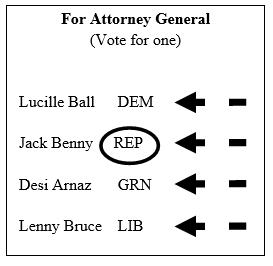 For Attorney General
(Vote for one)
Lucille Ball DEM
Jack Benny REP
Desi Arnaz GRN
Lenny Bruce LIB